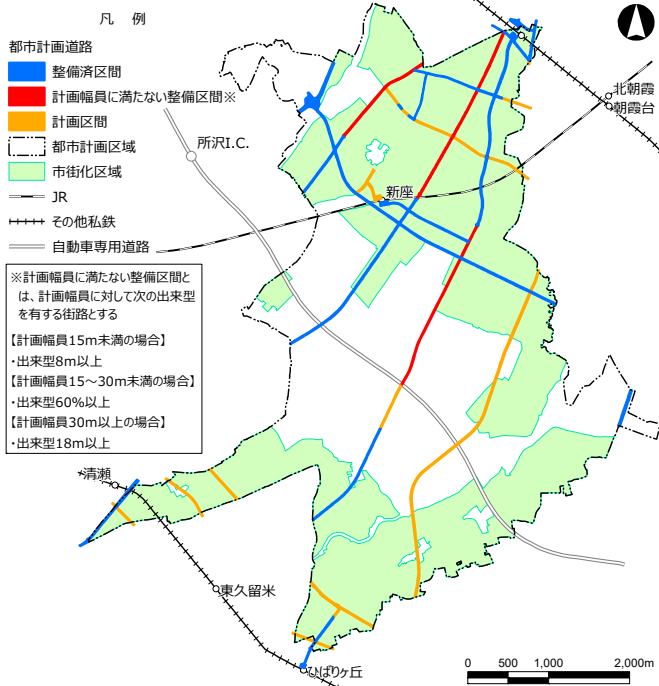 凡 例
都市計画道路
整備済区間
計画幅員に満たない整備区間※
計画区間
都市計画区域
市街化区域
JR
その他私鉄
自動車専用道路
※計画幅員に満たない整備区間と
は、計画幅員に対して次の出来型
を有する街路とする
【計画幅員15m未満の場合】
・出来型8m以上
【計画幅員15～30m未満の場合】
・出来型60%以上
【計画幅員30m以上の場合】
・出来型18m以上
所沢I.C.
北朝霞
朝霞台
新座
清瀬
東久留米
ひばりヶ丘
0 500 1,000 2,000m